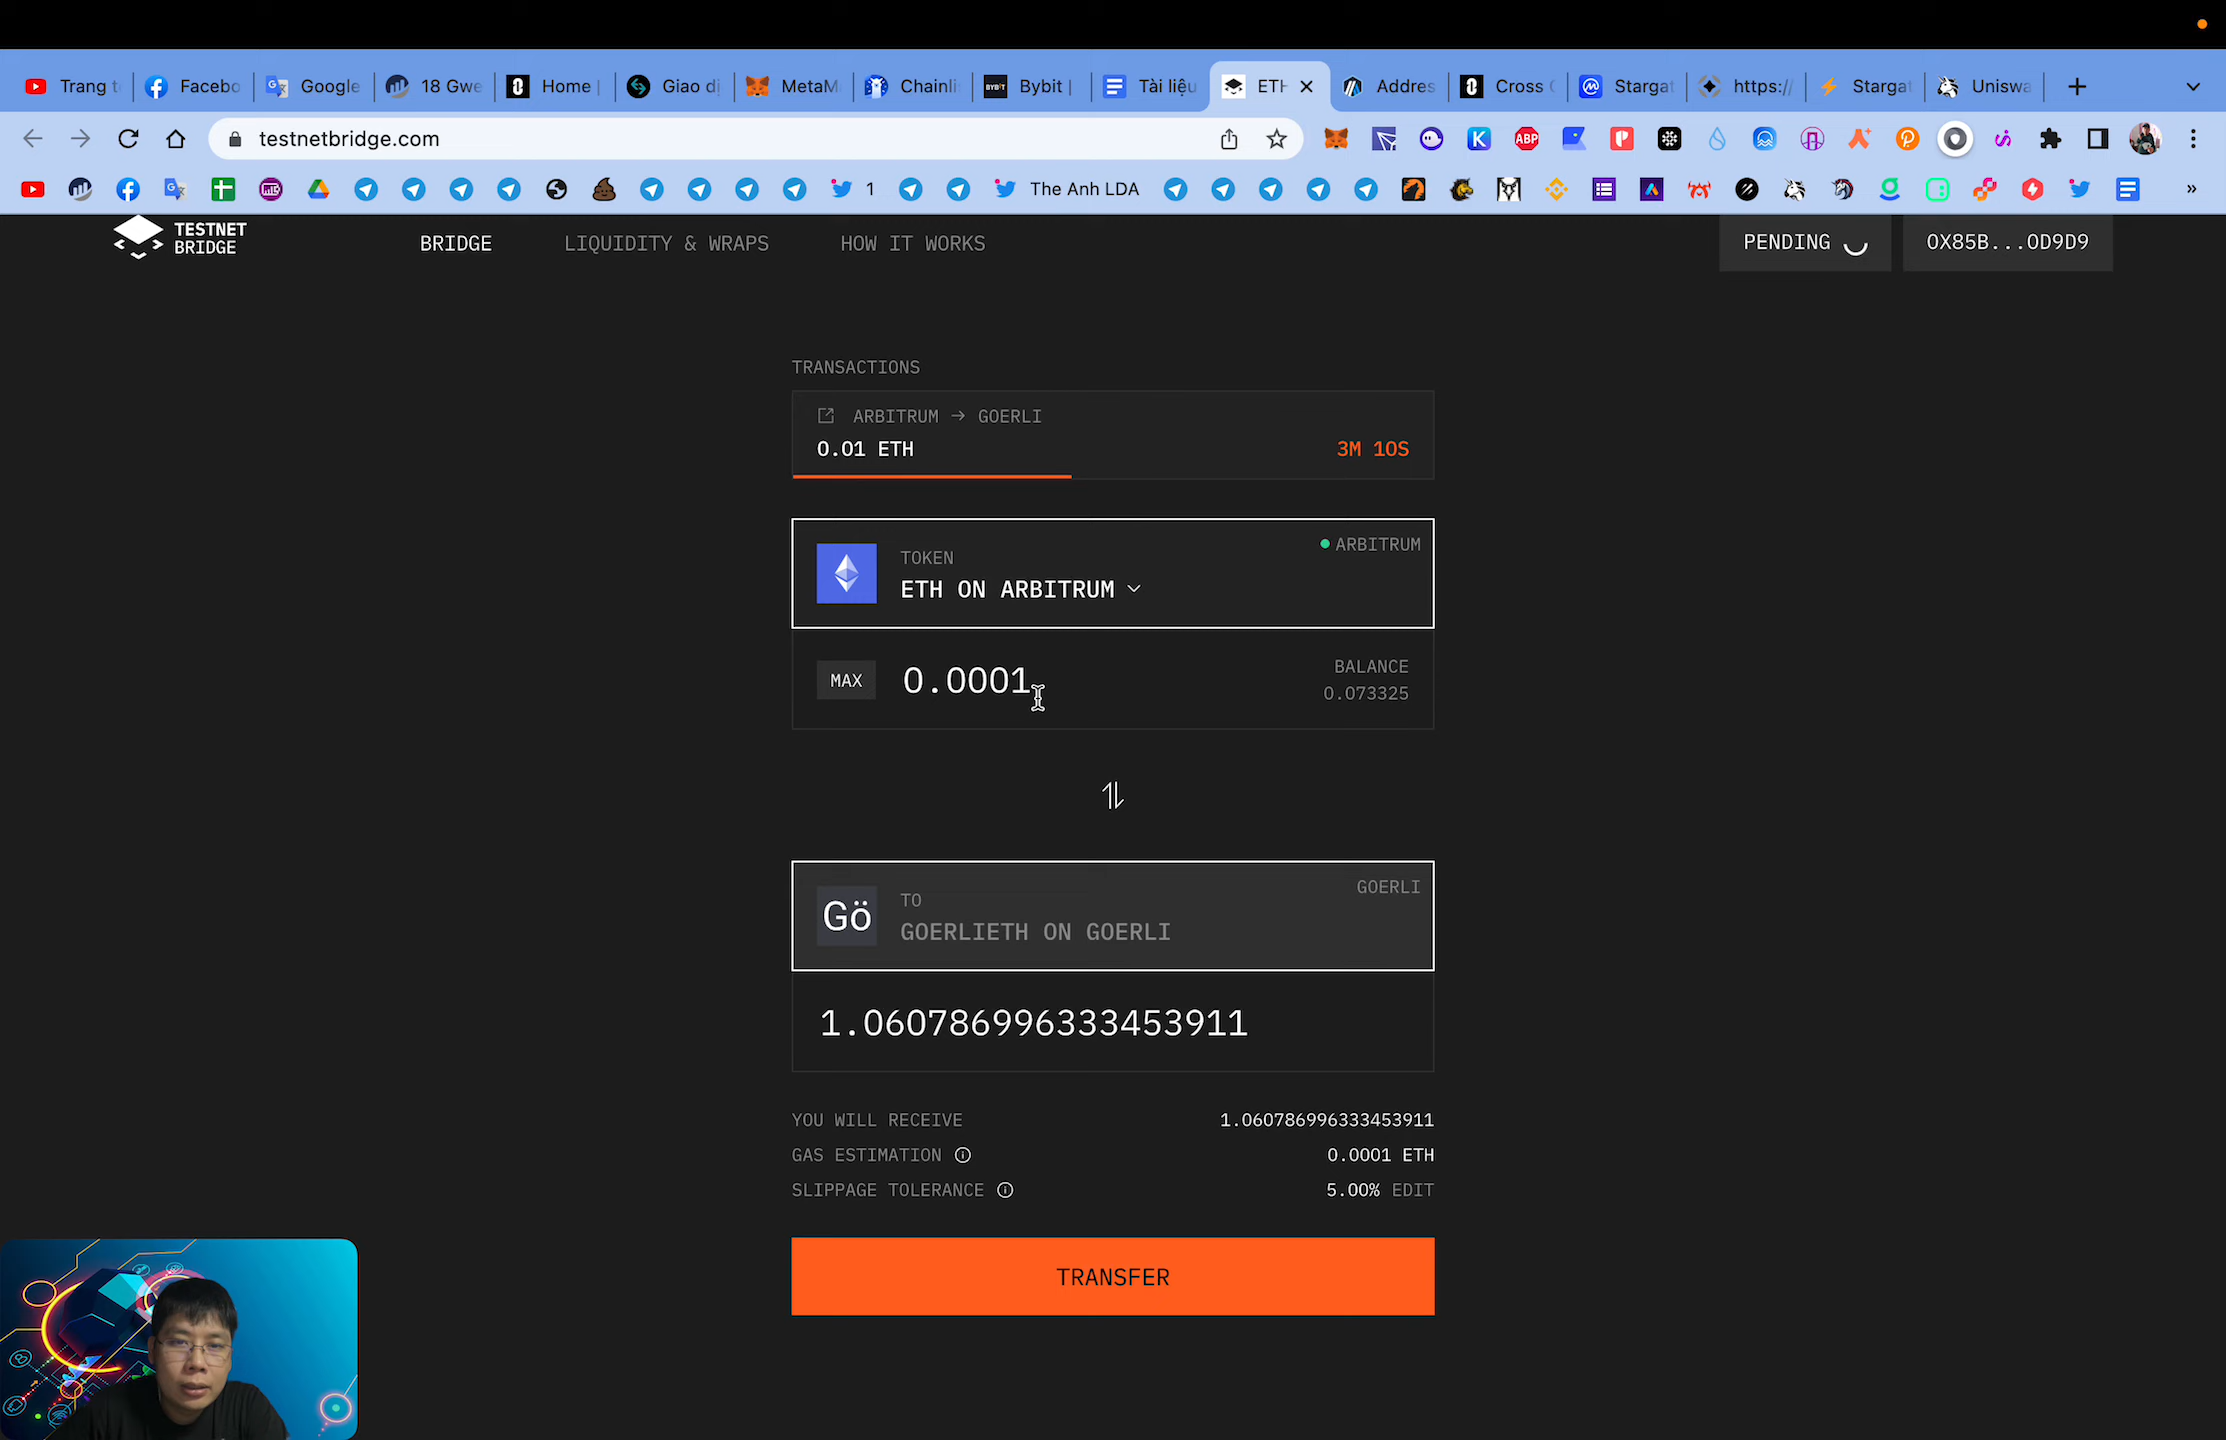 Trang t
Facebo
Google
18 Gwe
Home |
Giao dị
MetaM
Chainli
BYBIT
Bybit |
Tài liệu
ETH
Addres
Cross C
Stargat
https://
Stargat
Uniswa
testnetbridge.com
ABP
1
The Anh LDA
»
TESTNET
BRIDGE
BRIDGE
LIQUIDITY & WRAPS
HOW IT WORKS
PENDING
0X85B...0D9D9
TRANSACTIONS
ARBITRUM → GOERLI
0.01 ETH
3M 10S
ARBITRUM
TOKEN
ETH ON ARBITRUM
MAX
0.0001
BALANCE
0.073325
GOERLI
Gö
TO
GOERLIETH ON GOERLI
1.060786996333453911
YOU WILL RECEIVE
1.060786996333453911
GAS ESTIMATION
0.0001 ETH
SLIPPAGE TOLERANCE
5.00% EDIT
TRANSFER